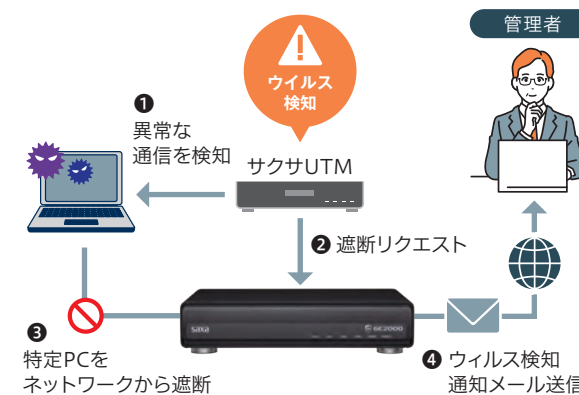 管理者
ウイルス
検知
❶
異常な
通信を検知
サクサUTM
❷ 遮断リクエスト
saxa
GE2000
❸
特定PCを
ネットワークから遮断
❹ ウィルス検知
通知メール送信